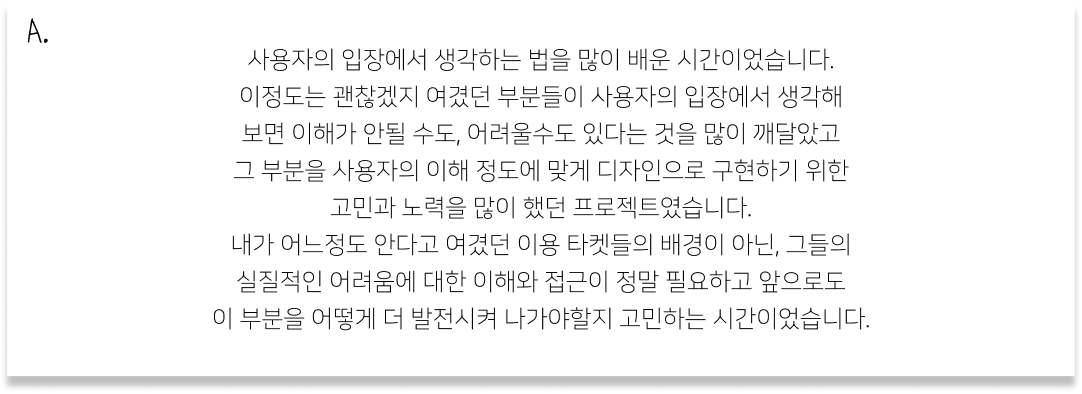 A.
사용자의 입장에서 생각하는 법을 많이 배운 시간이었습니다.
이정도는 괜찮겠지 여겼던 부분들이 사용자의 입장에서 생각해
보면 이해가 안될 수도, 어려울수도 있다는 것을 많이 깨달았고
그 부분을 사용자의 이해 정도에 맞게 디자인으로 구현하기 위한
고민과 노력을 많이 했던 프로젝트였습니다.
내가 어느정도 안다고 여겼던 이용 타켓들의 배경이 아닌, 그들의
실질적인 어려움에 대한 이해와 접근이 정말 필요하고 앞으로도
이 부분을 어떻게 더 발전시켜 나가야할지 고민하는 시간이었습니다.